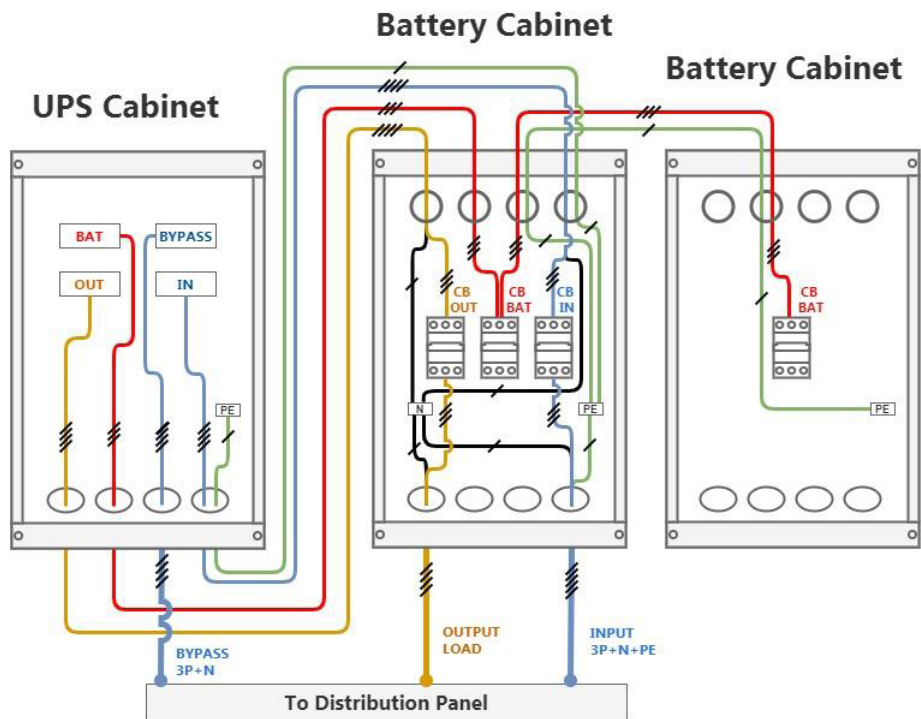 Battery Cabinet
Battery Cabinet
UPS Cabinet
BAT
BYPASS
OUT
IN
PE
CB
OUT
CB
BAT
CB
IN
N
PE
CB
BAT
PE
BYPASS
3P+N
OUTPUT
LOAD
INPUT
3P+N+PE
To Distribution Panel